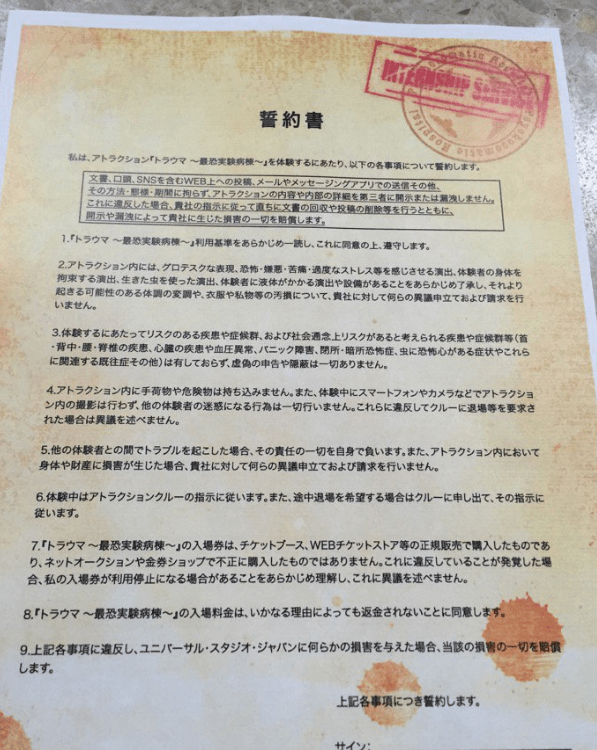 INTERNSHIP
誓約書
私は、アトラクション『トラウマ ～最恐実験病棟～』を体験するにあたり、以下の各事項について誓約します。
文書、口頭、SNSを含むWEB上への投稿、メールやメッセージングアプリでの送信その他、
その方法・態様・期間に拘らず、アトラクションの内容や内部の詳細を第三者に開示または漏洩しません。
これに違反した場合、貴社の指示に従って直ちに文書の回収や投稿の削除等を行うとともに、
開示や漏洩によって貴社に生じた損害の一切を賠償します。
1.『トラウマ ～最恐実験病棟～』利用基準をあらかじめ一読し、これに同意の上、遵守します。
2.アトラクション内には、グロテスクな表現、恐怖・嫌悪・苦痛・過度なストレス等を感じさせる演出、体験者の身体を
拘束する演出、生きた虫を使った演出、体験者に液体がかかる演出や設備があることをあらかじめ了承し、それより
起きる可能性のある体調の変調や、衣服や私物等の汚損について、貴社に対して何らの異議申立ておよび請求を行
いません。
3.体験するにあたってリスクのある疾患や症候群、および社会通念上リスクがあると考えられる疾患や症候群等（首
・背中・腰・脊椎の疾患、心臓の疾患や血圧異常、パニック障害、閉所・暗所恐怖症、虫に恐怖心がある症状やこれら
に関連する既往症その他）は有しておらず、虚偽の申告や隠蔽は一切ありません。
4.アトラクション内に手荷物や危険物は持ち込みません。また、体験中にスマートフォンやカメラなどでアトラクショ
ン内の撮影は行わず、他の体験者の迷惑になる行為は一切行いません。これらに違反してクルーに退場等を要求さ
れた場合は異議を述べません。
5.他の体験者との間でトラブルを起こした場合、その責任の一切を自身で負います。また、アトラクション内において
身体や財産に損害が生じた場合、貴社に対して何らの異議申立ておよび請求を行いません。
6.体験中はアトラクションクルーの指示に従います。また、途中退場を希望する場合はクルーに申し出て、その指示に
従います。
7.『トラウマ ～最恐実験病棟～』の入場券は、チケットブース、WEBチケットストア等の正規販売で購入したものであ
り、ネットオークションや金券ショップで不正に購入したものではありません。これに違反していることが発覚した場
合、私の入場券が利用停止になる場合があることをあらかじめ理解し、これに異議を述べません。
8.『トラウマ ～最恐実験病棟～』の入場料金は、いかなる理由によっても返金されないことに同意します。
9.上記各事項に違反し、ユニバーサル・スタジオ・ジャパンに何らかの損害を与えた場合、当該の損害の一切を賠償
します。
上記各事項につき誓約します。
サイン：